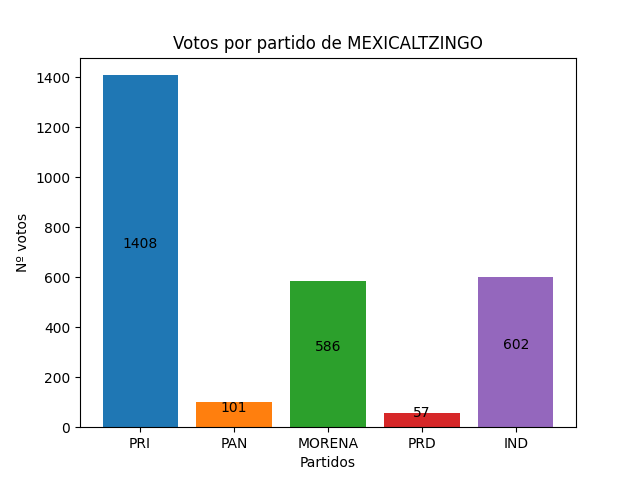 Votos por partido de MEXICALTZINGO
1400
1200
1000
800
600
400
200
0
Nº votos
1408
101
586
57
602
PRI
PAN
MORENA
PRD
IND
Partidos